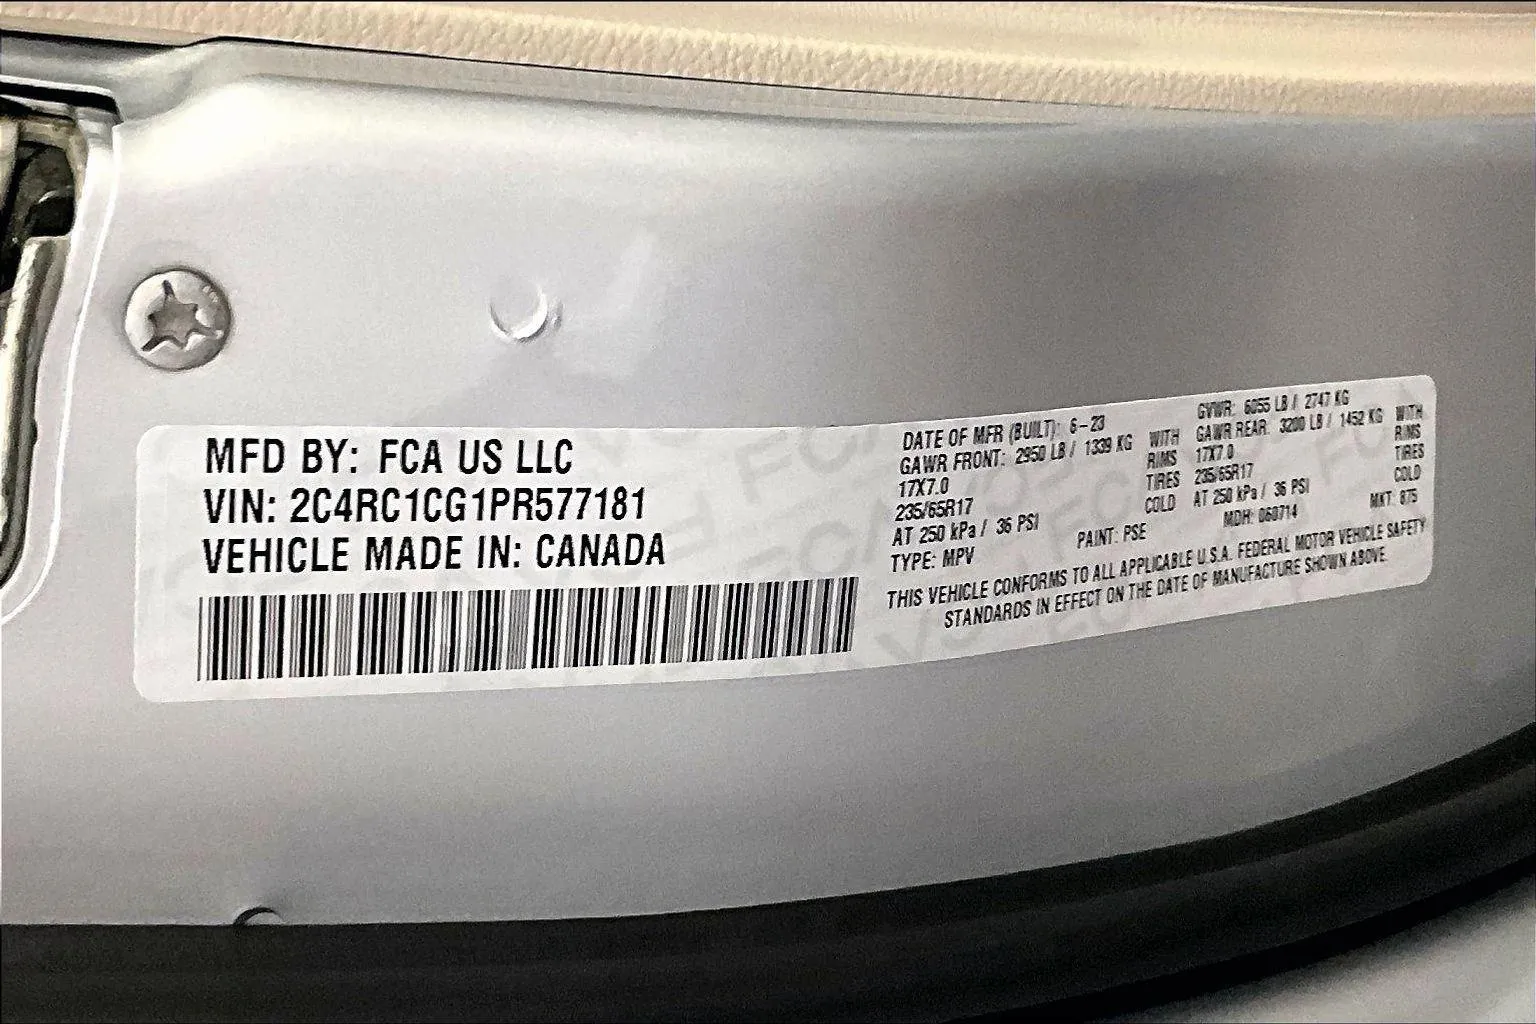 MFD BY: FCA US LLC
VIN: 2C4RC1CG1PR577181
VEHICLE MADE IN: CANADA
DATE OF MFR (BUILT): 6-23 GVWR: 6055 LB / 2747 KG
GAWR FRONT: 2950 LB / 1339 KG WITH GAWR REAR: 3200 LB / 1452 KG WITH
17X7.0 RIMS 17X7.0 RIMS
235/65R17 TIRES 235/65R17 TIRES
AT 250 kPa / 36 PSI COLD AT 250 kPa / 36 PSI COLD
TYPE: MPV PAINT: PSE MDH: 060714 MKT: 875
THIS VEHICLE CONFORMS TO ALL APPLICABLE U.S.A. FEDERAL MOTOR VEHICLE SAFETY
STANDARDS IN EFFECT ON THE DATE OF MANUFACTURE SHOWN ABOVE.